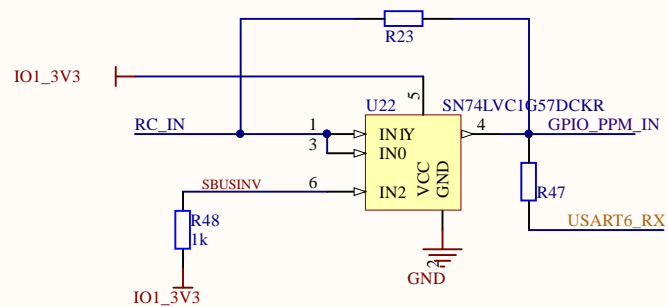 R23
IO1_3V3
5
U22
SN74LVC1G57DCKR
RC_IN
1
IN1Y
4
GPIO_PPM_IN
3
IN0
VCC
GND
SBUSINV
6
IN2
R47
R48
1k
USART6_RX
2
GND
IO1_3V3